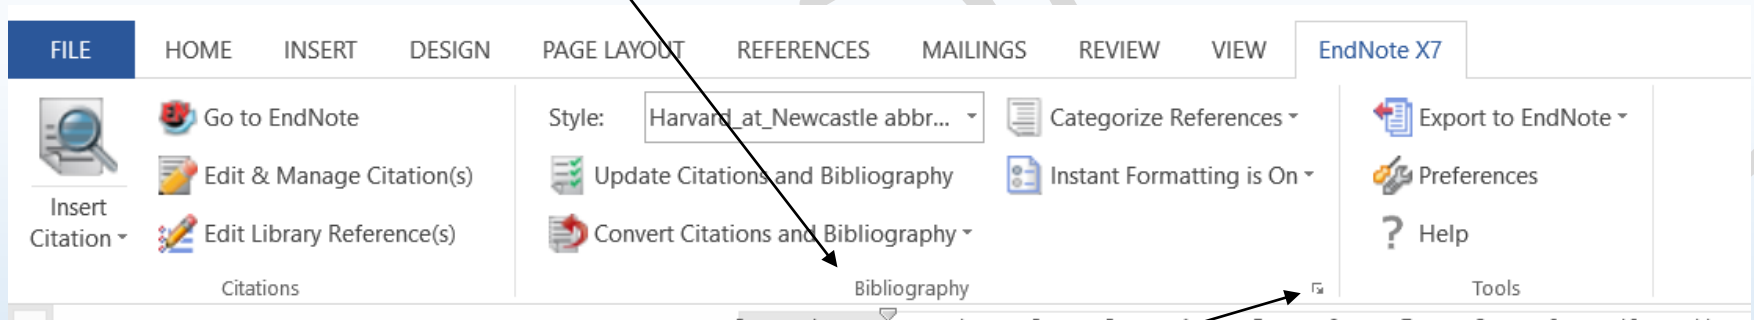 FILE HOME INSERT DESIGN PAGE LAYOUT REFERENCES MAILINGS REVIEW VIEW EndNote X7
Go to EndNote Style: Harvard_at_Newcastle abbr... Categorize References Export to EndNote
Edit & Manage Citation(s) Update Citations and Bibliography Instant Formatting is On Preferences
Insert
Citation Edit Library Reference(s) Convert Citations and Bibliography ? Help
Citations Bibliography Tools